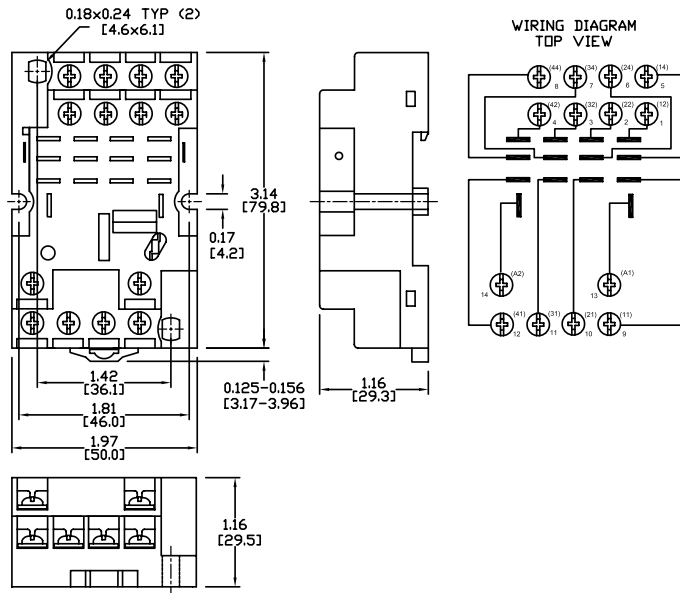 0.18x0.24 TYP (2)
[4.6x6.1]
WIRING DIAGRAM
TOP VIEW
(44) (34) (24) (14)
8 7 6 5
(42) (32) (22) (12)
4 3 2 1
3.14
[79.8]
0.17
[4.2]
(A2) (A1)
14 13
(41) (31) (21) (11)
12 11 10 9
1.42
[36.1]
0.125-0.156
[3.17-3.96]
1.16
[29.3]
1.81
[46.0]
1.97
[50.0]
1.16
[29.5]